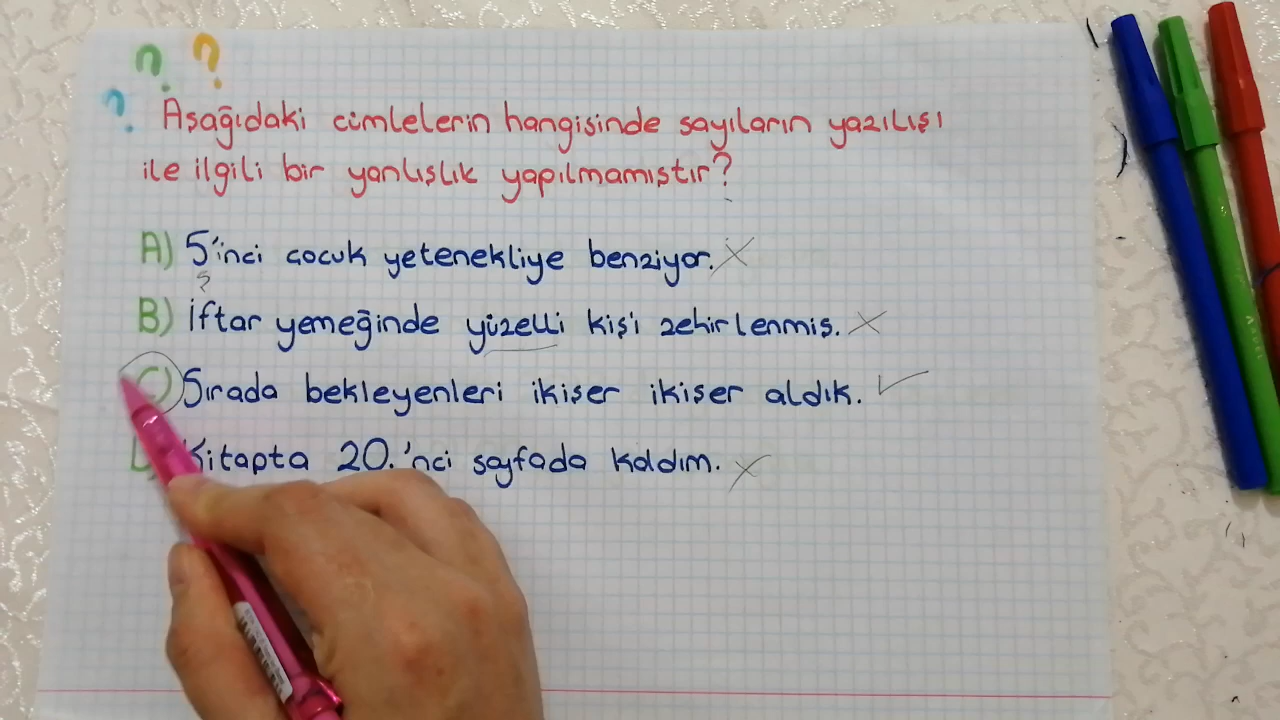 ? ?
? Aşağıdaki cümlelerin hangisinde sayıların yazılışı
ile ilgili bir yanlışlık yapılmamıştır?
A) 5'inci çocuk yetenekliye benziyor.
?
B) İftar yemeğinde yüzelli kişi zehirlenmiş.
C) Sırada bekleyenleri ikişer ikişer aldık.
Kitapta 20.'nci sayfada kaldım.